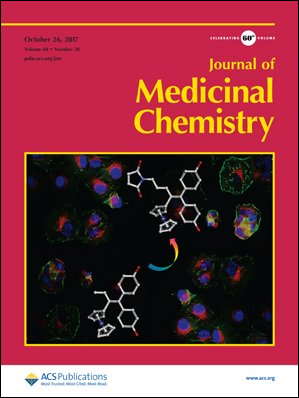 CELEBRATING 60th VOLUME
October 26, 2017
Volume 60 • Number 20
pubs.acs.org/jmc
Journal of
Medicinal
Chemistry
ACS Publications
Most Trusted. Most Cited. Most Read.
www.acs.org